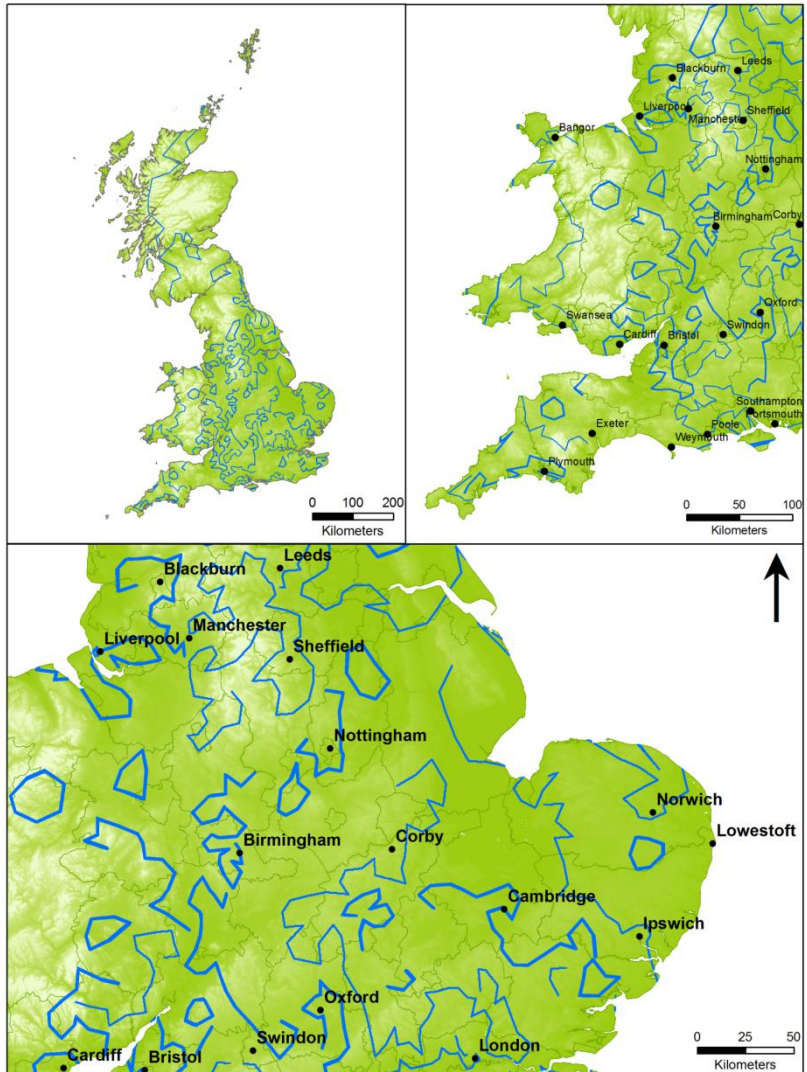 0 100 200
Kilometers
Blackburn
Leeds
Liverpool
Manchester
Sheffield
Bangor
Nottingham
Birmingham
Corby
Oxford
Swansea
Swindon
Cardiff
Bristol
Southampton
Portsmouth
Exeter
Poole
Weymouth
Plymouth
0 50 100
Kilometers
Leeds
Blackburn
Manchester
Liverpool
Sheffield
Nottingham
Norwich
Lowestoft
Birmingham
Corby
Cambridge
Ipswich
Oxford
Swindon
London
Cardiff
Bristol
0 25 50
Kilometers